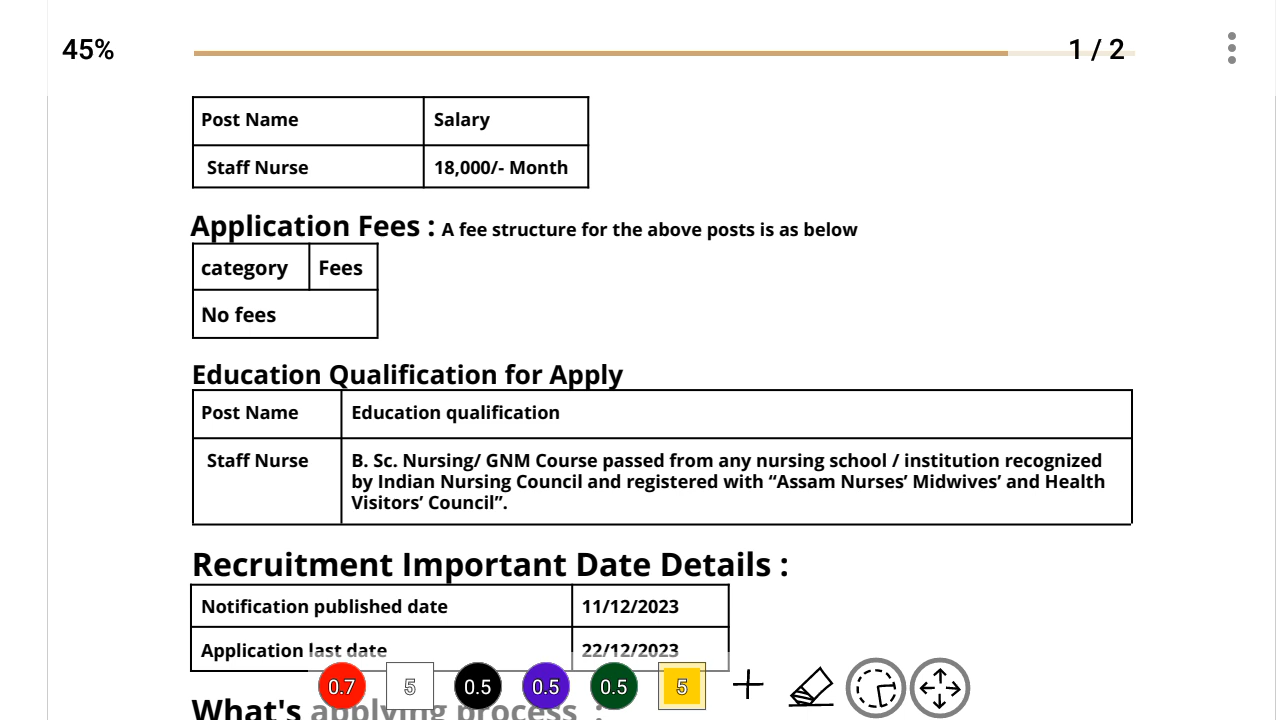 45%
1 / 2
Post Name Salary
Staff Nurse 18,000/- Month
Application Fees : A fee structure for the above posts is as below
category Fees
No fees
Education Qualification for Apply
Post Name Education qualification
Staff Nurse B. Sc. Nursing/ GNM Course passed from any nursing school / institution recognized
by Indian Nursing Council and registered with “Assam Nurses’ Midwives’ and Health
Visitors’ Council”.
Recruitment Important Date Details :
Notification published date 11/12/2023
Application last date 22/12/2023
0.7 5 0.5 0.5 0.5 5
What's applying process :